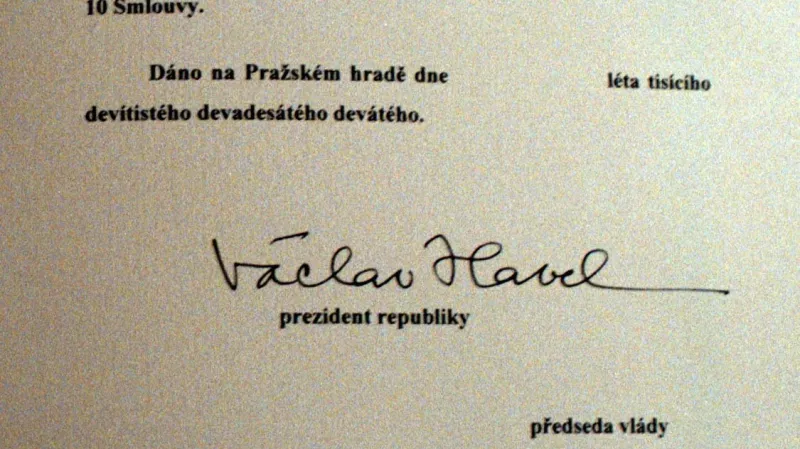 10 Smlouvy.
Dáno na Pražském hradě dne léta tisícího
devítistého devadesátého devátého.
Václav Havel
prezident republiky
předseda vlády